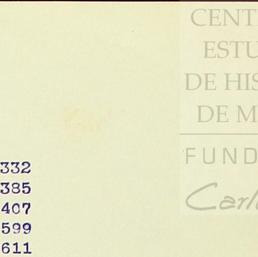 CENT
ESTU
DE HIS
DE M
FUND
Carl
332
385
407
599
611